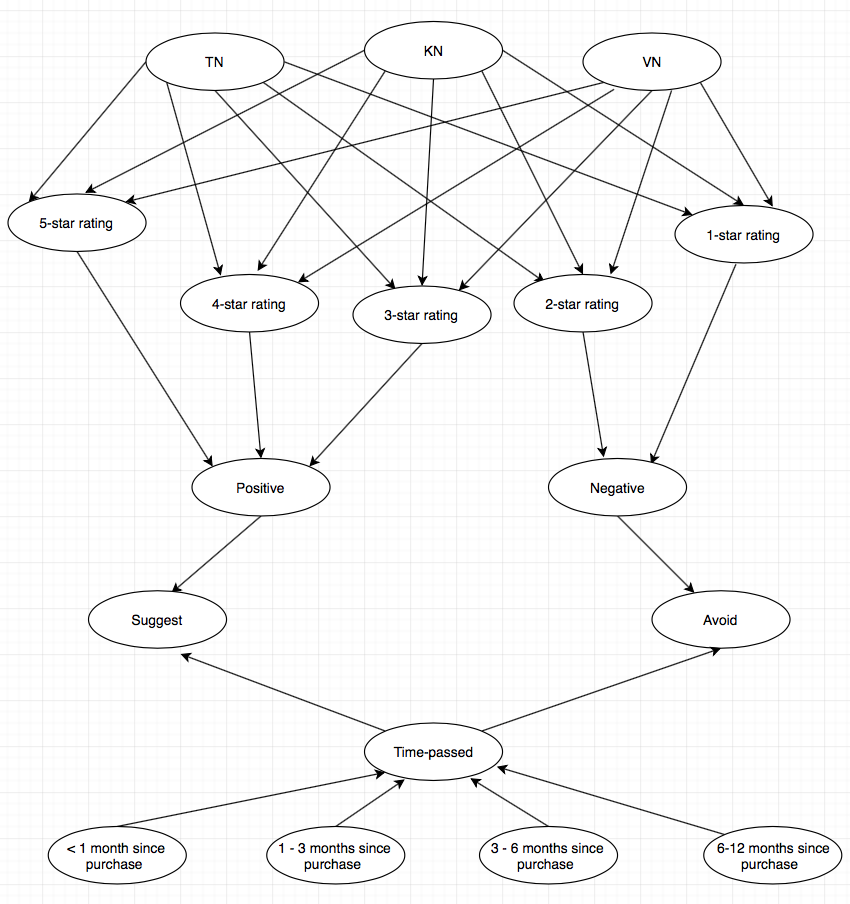 TN
KN
VN
5-star rating
1-star rating
4-star rating
3-star rating
2-star rating
Positive
Negative
Suggest
Avoid
Time-passed
< 1 month since
purchase
1 - 3 months since
purchase
3 - 6 months since
purchase
6-12 months since
purchase